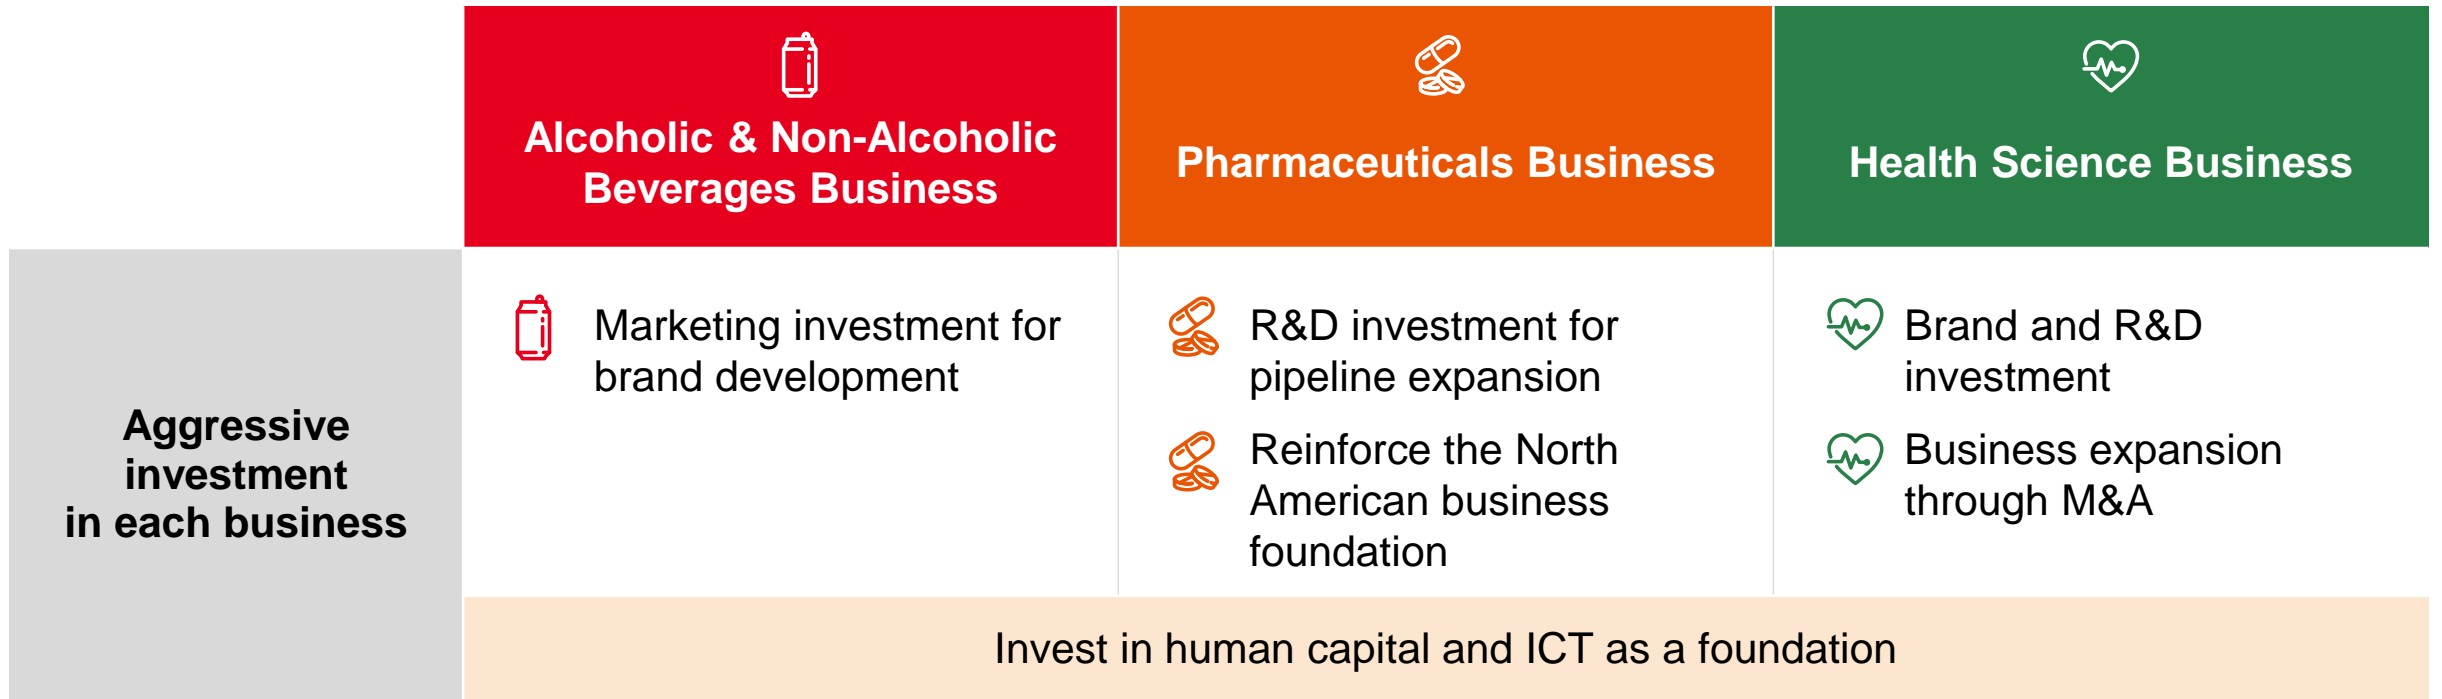 Alcoholic & Non-Alcoholic
Beverages Business
Pharmaceuticals Business
Health Science Business
Aggressive
investment
in each business
Marketing investment for
brand development
R&D investment for
pipeline expansion
Reinforce the North
American business
foundation
Brand and R&D
investment
Business expansion
through M&A
Invest in human capital and ICT as a foundation